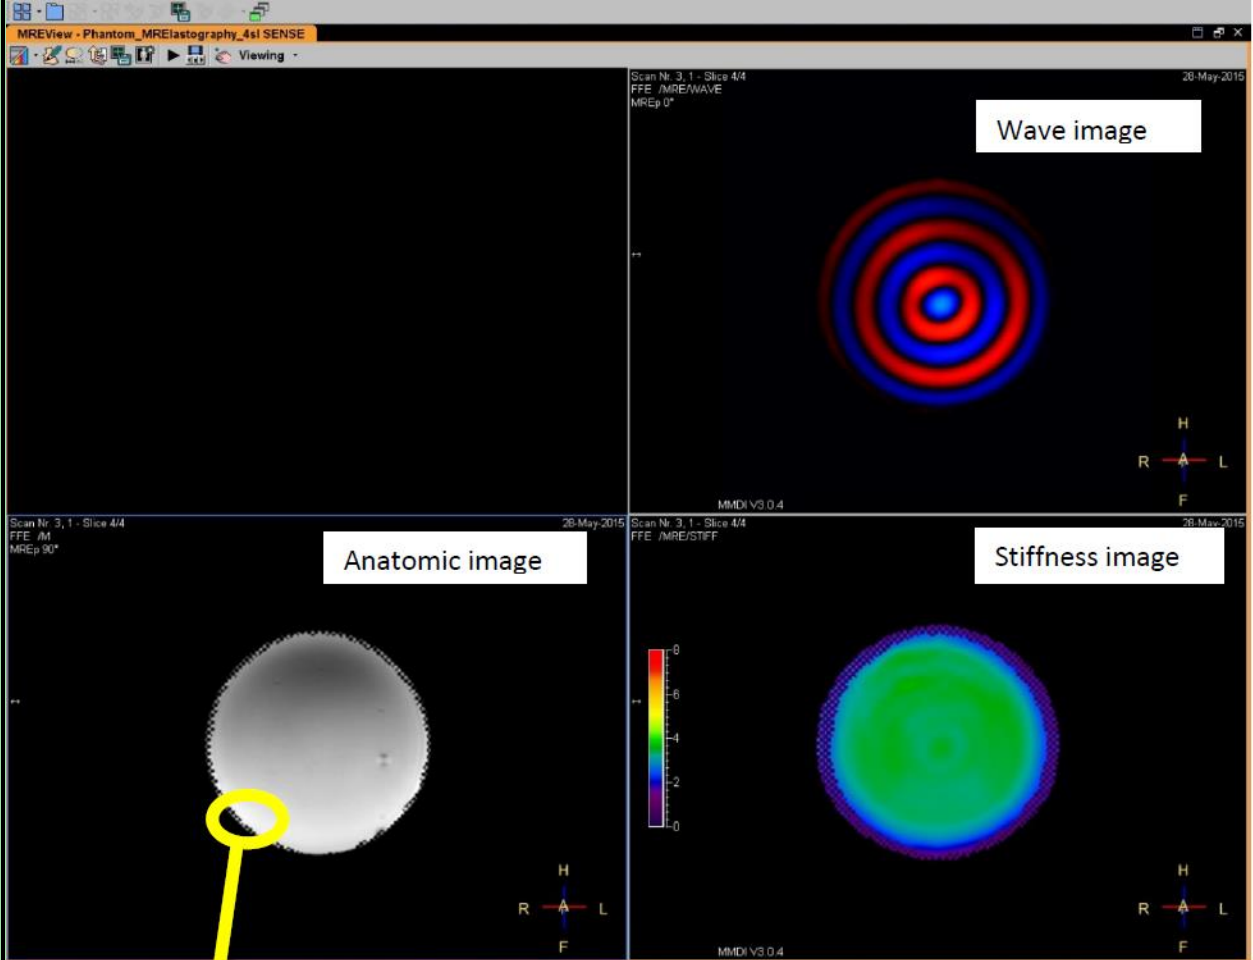 MREView - Phantom_MRElastography_4sl SENSE
Viewing
Scan Nr. 3, 1 - Slice 4/4
28-May-2015
FFE /MRE/WAVE
MREp 0°
Wave image
H
R A L
F
MMDI V3.0.4
Scan Nr. 3, 1 - Slice 4/4
28-May-2015
FFE /M
MREp 90°
Anatomic image
H
R A L
F
Scan Nr. 3, 1 - Slice 4/4
28-May-2015
FFE /MRE/STIFF
Stiffness image
8
6
4
2
0
H
R A L
F
MMDI V3.0.4